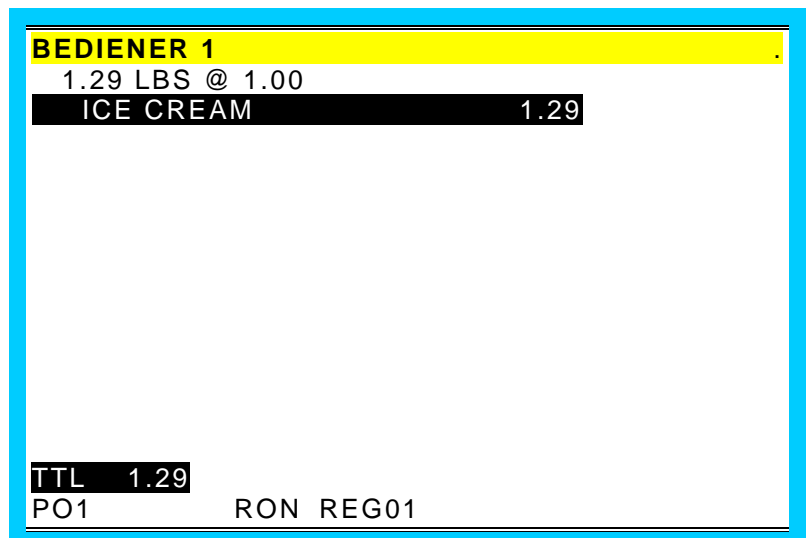 BEDIENER 1 .
1.29 LBS @ 1.00
ICE CREAM 1.29
TTL 1.29
PO1 RON REG01